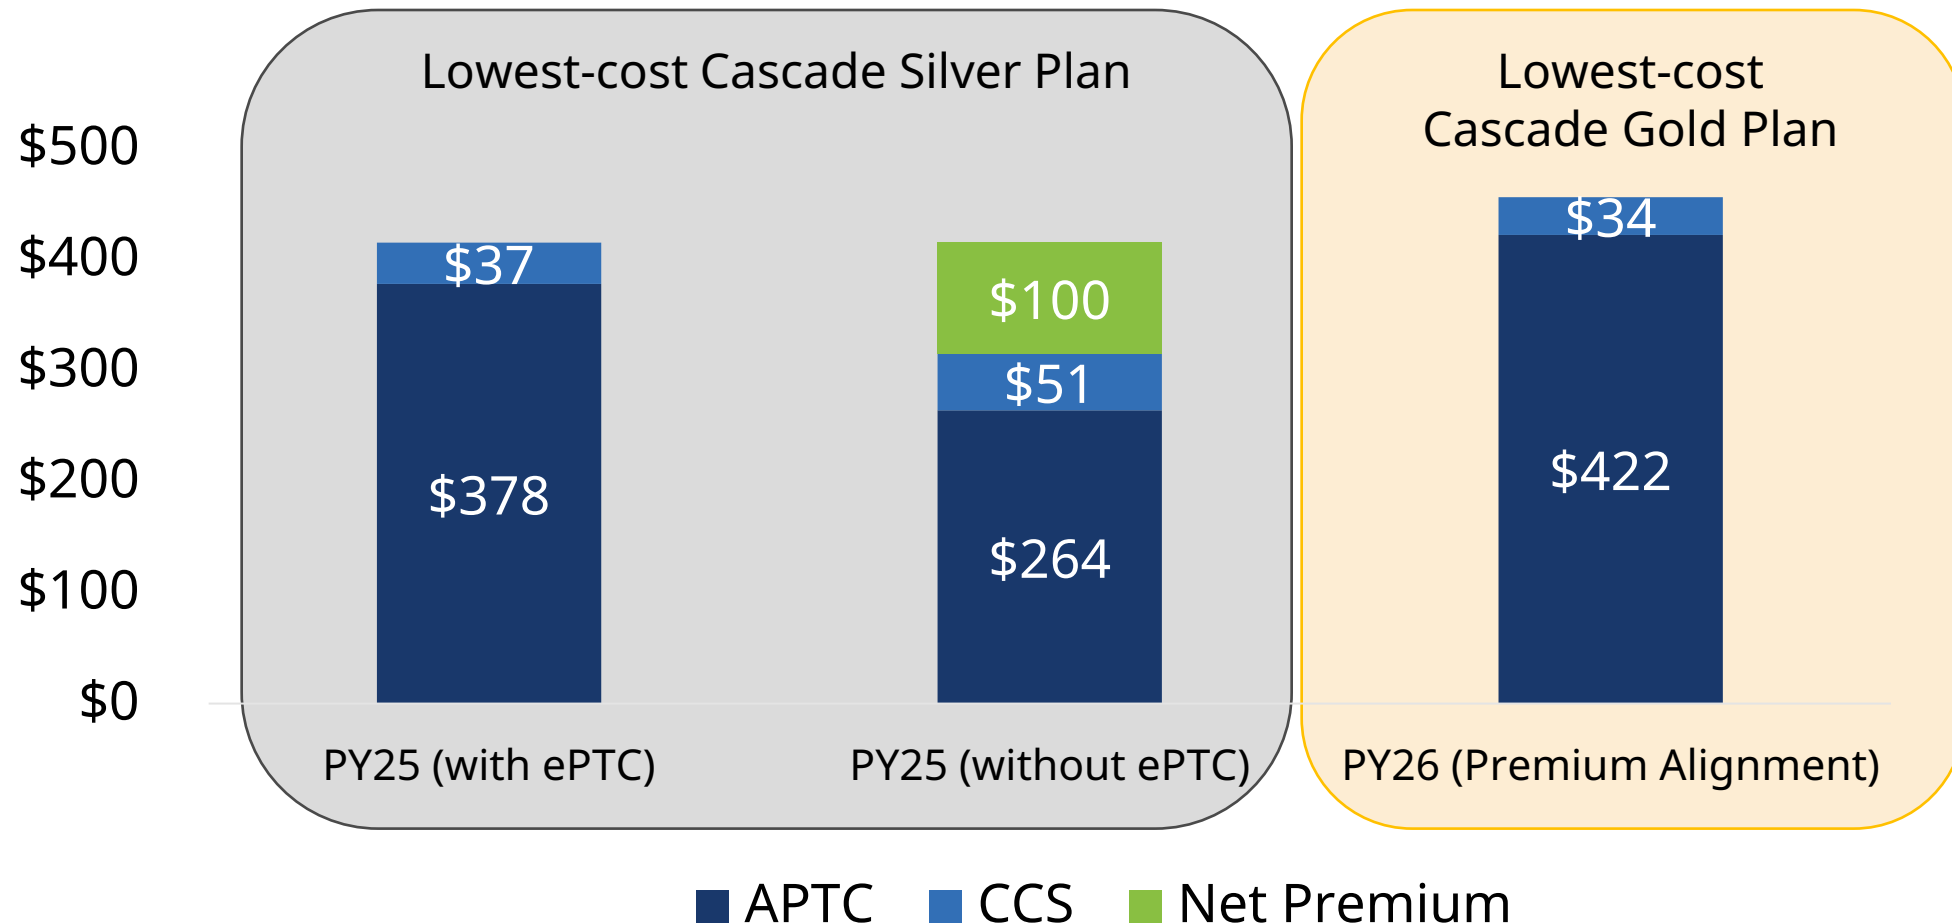 Lowest-cost Cascade Silver Plan
Lowest-cost
Cascade Gold Plan
$500
$400
$300
$200
$100
$0
$37
$378
$100
$51
$264
$34
$422
PY25 (with ePTC)
PY25 (without ePTC)
PY26 (Premium Alignment)
APTC
CCS
Net Premium